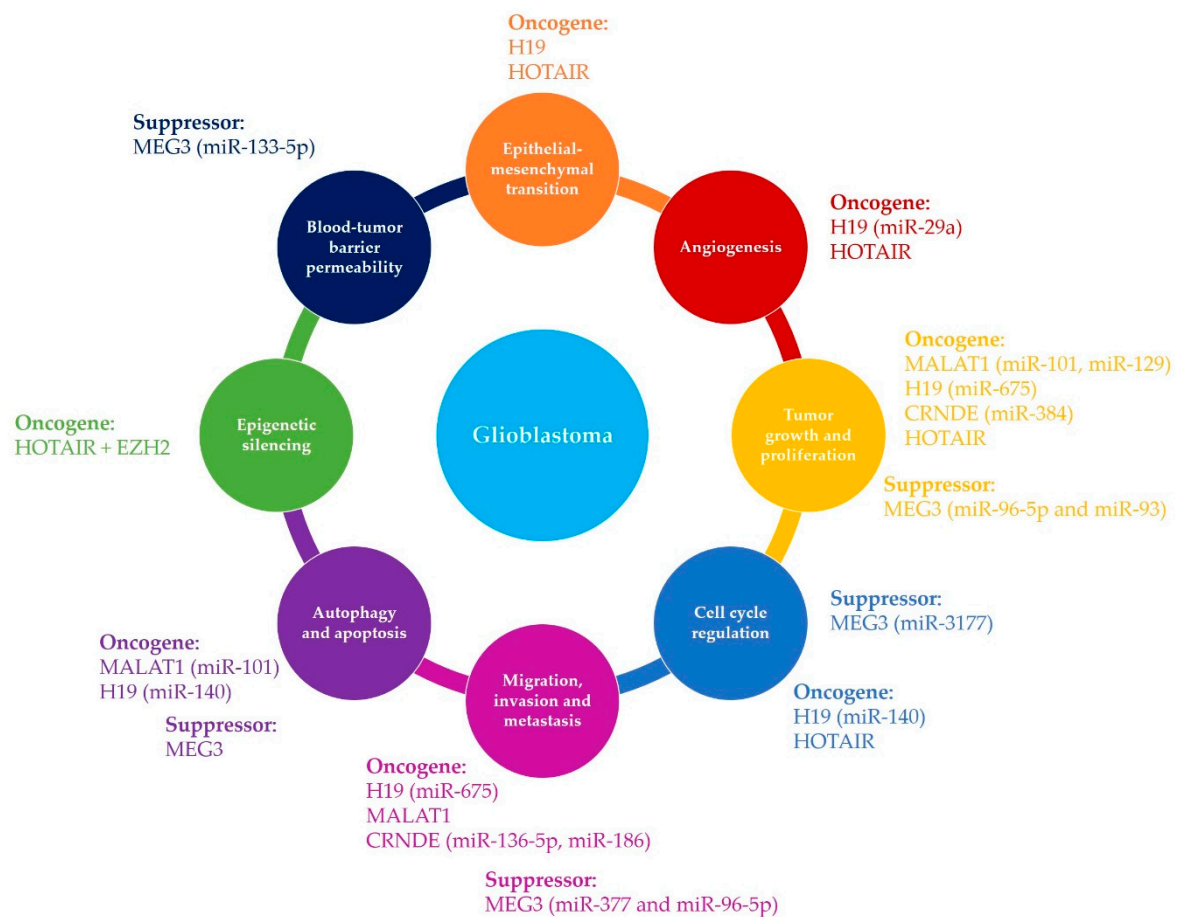 Oncogene:
H19
HOTAIR
Epithelial-
mesenchymal
transition
Suppressor:
MEG3 (miR-133-5p)
Blood-tumor
barrier
permeability
Oncogene:
H19 (miR-29a)
HOTAIR
Angiogenesis
Oncogene:
MALAT1 (miR-101, miR-129)
H19 (miR-675)
CRNDE (miR-384)
HOTAIR
Tumor
growth and
proliferation
Suppressor:
MEG3 (miR-96-5p and miR-93)
Glioblastoma
Oncogene:
HOTAIR + EZH2
Epigenetic
silencing
Cell cycle
regulation
Suppressor:
MEG3 (miR-3177)
Oncogene:
H19 (miR-140)
HOTAIR
Autophagy
and apoptosis
Oncogene:
MALAT1 (miR-101)
H19 (miR-140)
Suppressor:
MEG3
Migration,
invasion and
metastasis
Oncogene:
H19 (miR-675)
MALAT1
CRNDE (miR-136-5p, miR-186)
Suppressor:
MEG3 (miR-377 and miR-96-5p)